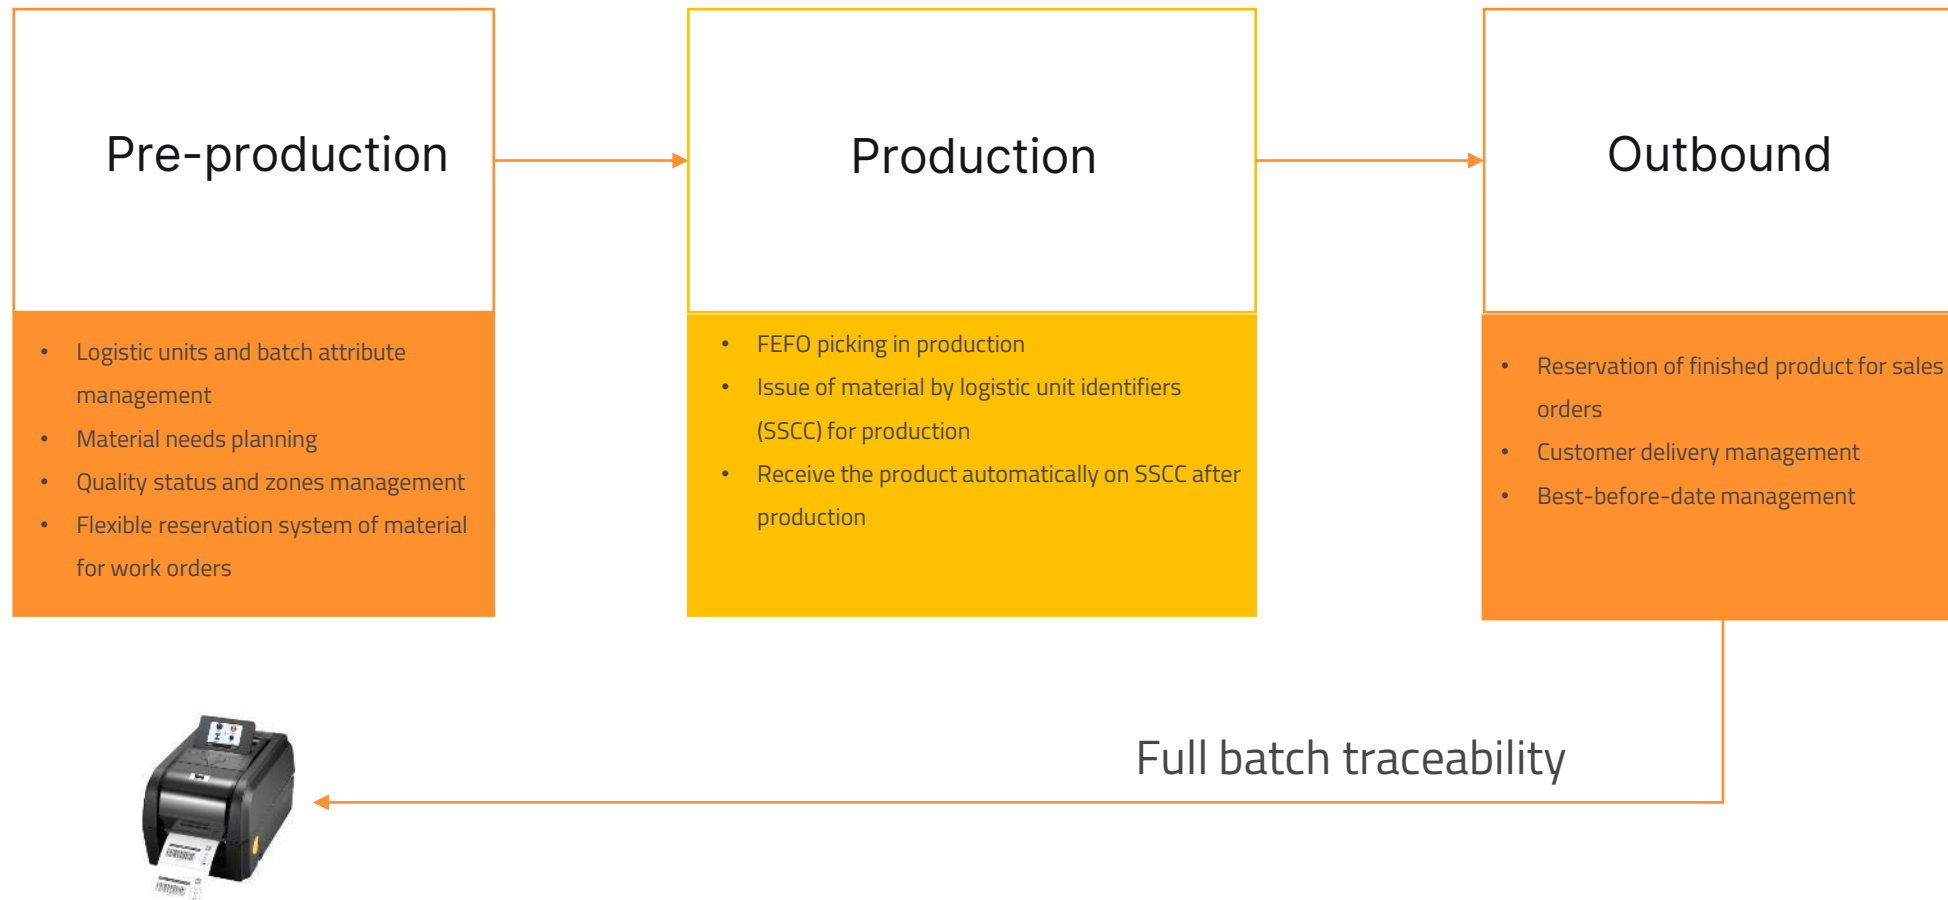 Pre-production
Production
Outbound
• Logistic units and batch attribute
management
• Material needs planning
• Quality status and zones management
• Flexible reservation system of material
for work orders
• FEFO picking in production
• Issue of material by logistic unit identifiers
(SSCC) for production
• Receive the product automatically on SSCC after
production
• Reservation of finished product for sales
orders
• Customer delivery management
• Best-before-date management
Full batch traceability